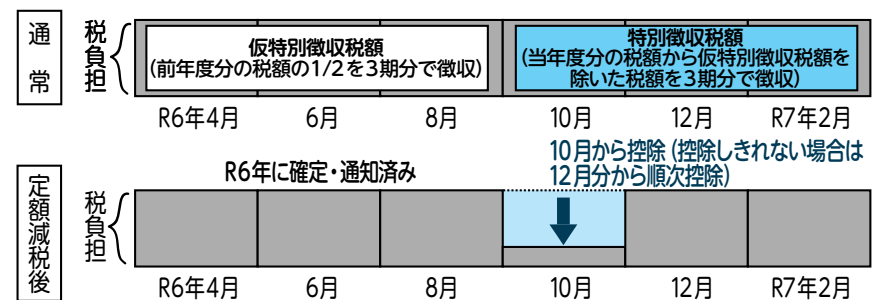 通常
税負担
仮特別徴収税額
(前年度分の税額の1/2を3期分で徴収)
特別徴収税額
(当年度分の税額から仮特別徴収税額を
除いた税額を3期分で徴収)
R6年4月 6月 8月 10月 12月 R7年2月
定額減税後
税負担
R6年に確定・通知済み
10月から控除(控除しきれない場合は
12月分から順次控除)
R6年4月 6月 8月 10月 12月 R7年2月